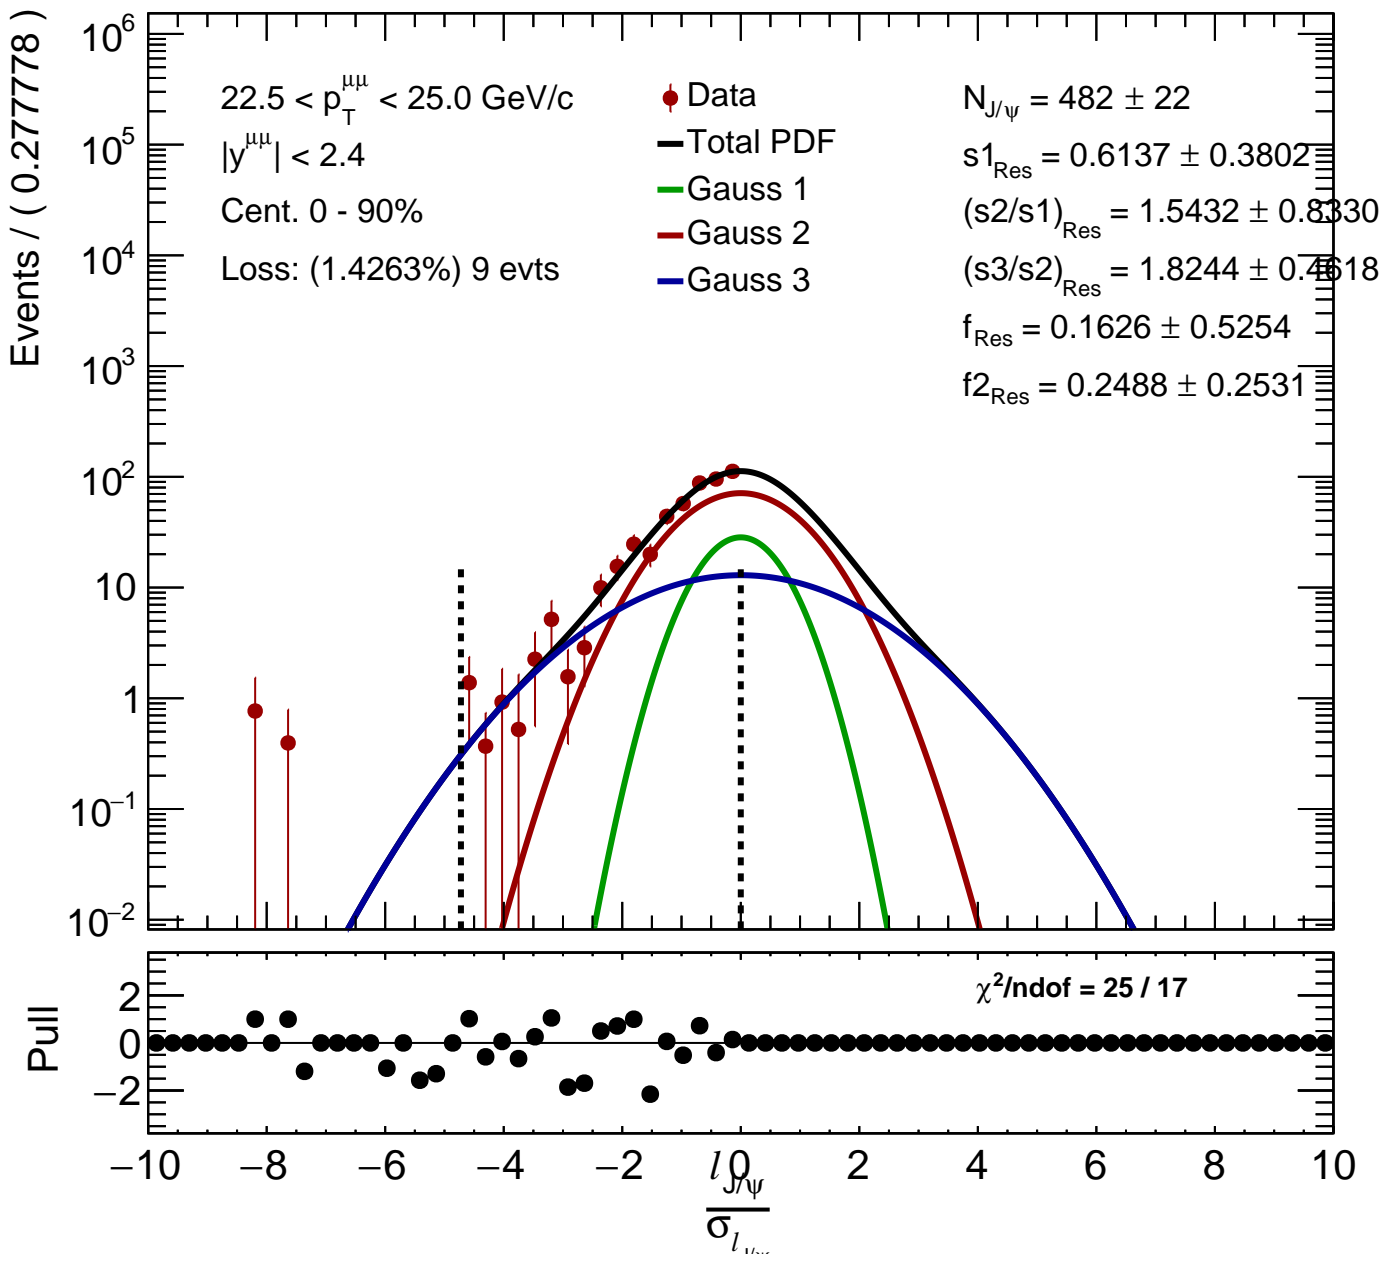 Events / ( 0.277778 )
10^6
10^5
10^4
10^3
10^2
10
1
10^−1
10^−2
22.5 < p_T^μμ < 25.0 GeV/c
|y^μμ| < 2.4
Cent. 0 - 90%
Loss: (1.4263%) 9 evts
Data
Total PDF
Gauss 1
Gauss 2
Gauss 3
N_J/ψ = 482 ± 22
s1_Res = 0.6137 ± 0.3802
(s2/s1)_Res = 1.5432 ± 0.8330
(s3/s2)_Res = 1.8244 ± 0.4618
f_Res = 0.1626 ± 0.5254
f2_Res = 0.2488 ± 0.2531
Pull
2
0
−2
χ²/ndof = 25 / 17
−10 −8 −6 −4 −2 0 2 4 6 8 10
l_J/ψ
σ_l_J/ψ